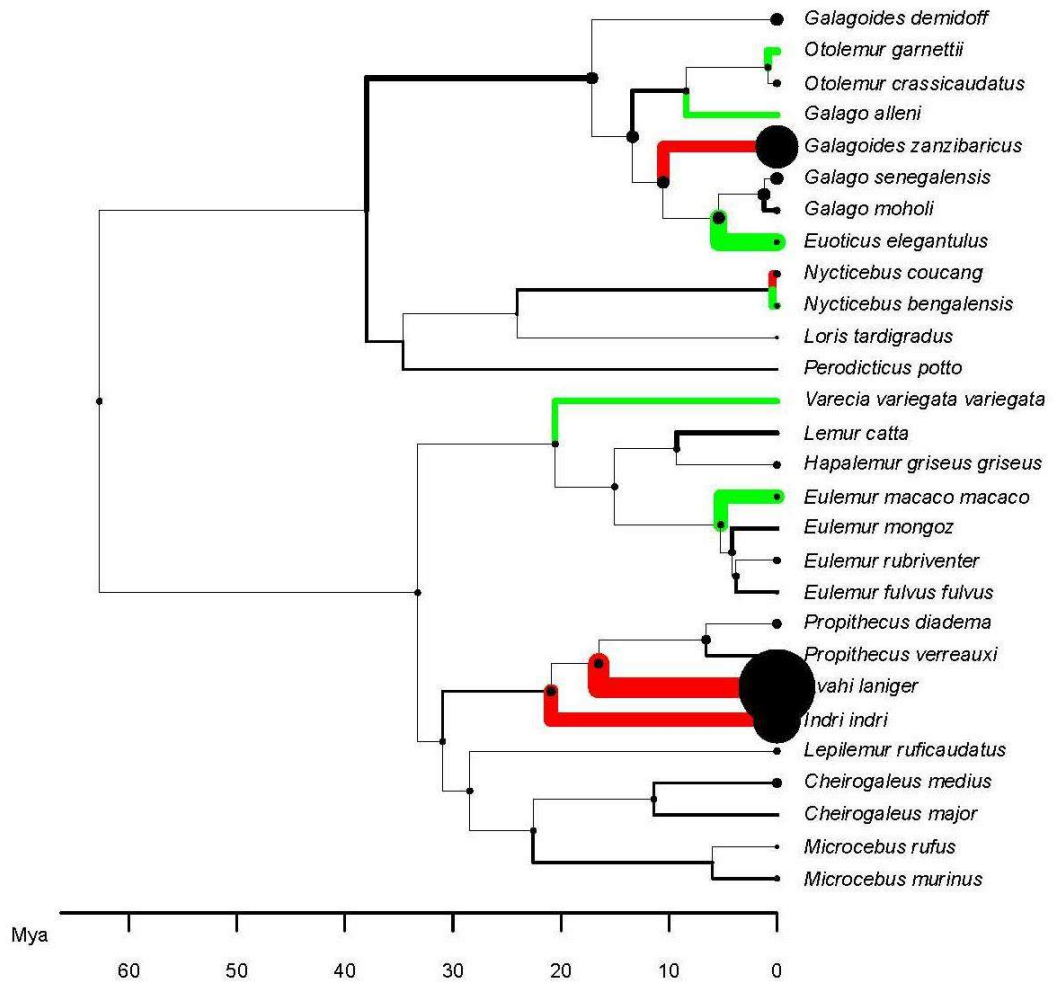 Galagoides demidoff
Otolemur garnettii
Otolemur crassicaudatus
Galago alleni
Galagoides zanzibaricus
Galago senegalensis
Galago moholi
Euoticus elegantulus
Nycticebus coucang
Nycticebus bengalensis
Loris tardigradus
Perodicticus potto
Varecia variegata variegata
Lemur catta
Hapalemur griseus griseus
Eulemur macaco macaco
Eulemur mongoz
Eulemur rubriventer
Eulemur fulvus fulvus
Propithecus diadema
Propithecus verreauxi
vahi laniger
Indri indri
Lepilemur ruficaudatus
Cheirogaleus medius
Cheirogaleus major
Microcebus rufus
Microcebus murinus
Mya
60 50 40 30 20 10 0